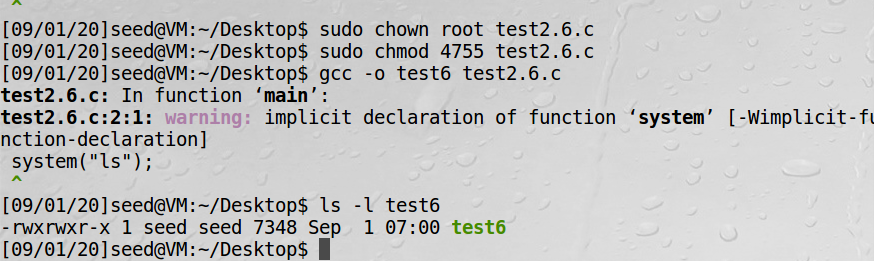 ^
[09/01/20]seed@VM:~/Desktop$ sudo chown root test2.6.c
[09/01/20]seed@VM:~/Desktop$ sudo chmod 4755 test2.6.c
[09/01/20]seed@VM:~/Desktop$ gcc -o test6 test2.6.c
test2.6.c: In function ‘main’:
test2.6.c:2:1: warning: implicit declaration of function ‘system’ [-Wimplicit-fu
nction-declaration]
 system("ls");
 ^
[09/01/20]seed@VM:~/Desktop$ ls -l test6
-rwxrwxr-x 1 seed seed 7348 Sep  1 07:00 test6
[09/01/20]seed@VM:~/Desktop$